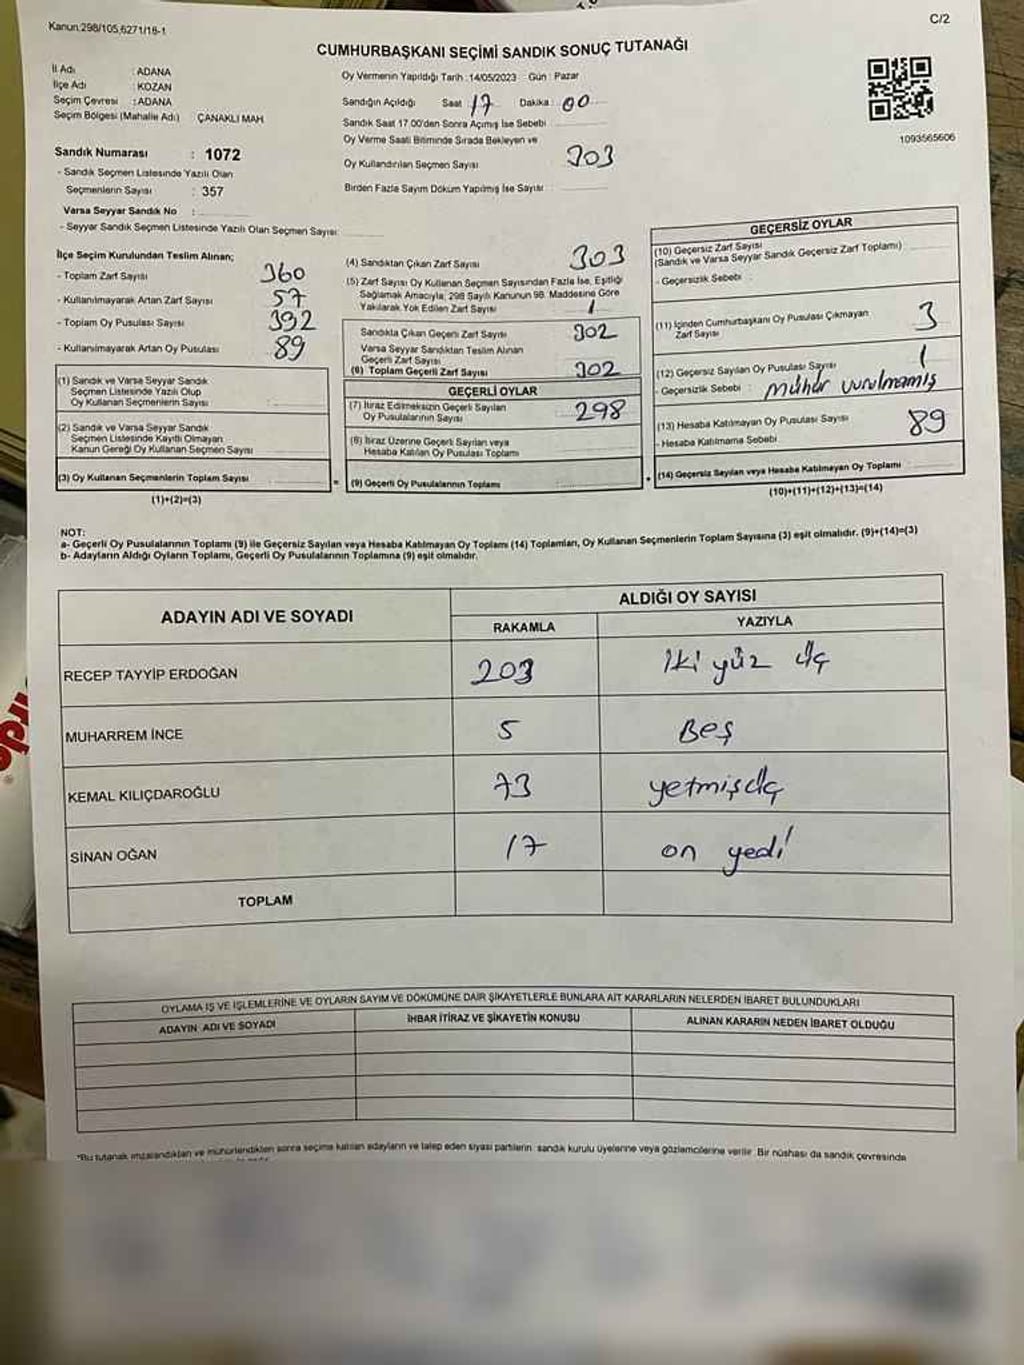 Kanun:298/105,6271/18-1
C/2
CUMHURBAŞKANI SEÇİMİ SANDIK SONUÇ TUTANAĞI
İl Adı : ADANA
İlçe Adı : KOZAN
Seçim Çevresi : ADANA
Seçim Bölgesi (Mahalle Adı) ÇANAKLI MAH.
Sandık Numarası : 1072
- Sandık Seçmen Listesinde Yazılı Olan
Seçmenlerin Sayısı : 357
Varsa Seyyar Sandık No :
- Seyyar Sandık Seçmen Listesinde Yazılı Olan Seçmen Sayısı:
Oy Vermenin Yapıldığı Tarih : 14/05/2023 Gün : Pazar
Sandığın Açıldığı Saat 17 Dakika : 00
Sandık Saat 17.00'den Sonra Açımış İse Sebebi
Oy Verme Saati Bitiminde Sırada Bekleyen ve
Oy Kullandırılan Seçmen Sayısı 303
Birden Fazla Sayım Döküm Yapılmış İse Sayısı :
1093565606
İlçe Seçim Kurulundan Teslim Alınan;
- Toplam Zarf Sayısı 360
- Kullanılmayarak Artan Zarf Sayısı 57
- Toplam Oy Pusulası Sayısı 392
- Kullanılmayarak Artan Oy Pusulası 89
(1) Sandık ve Varsa Seyyar Sandık
Seçmen Listesinde Yazılı Olup
Oy Kullanan Seçmenlerin Sayısı :
(2) Sandık ve Varsa Seyyar Sandık
Seçmen Listesinde Kayıtlı Olmayan
Kanun Gereği Oy Kullanan Seçmen Sayısı
(3) Oy Kullanan Seçmenlerin Toplam Sayısı =
(1)+(2)=(3)
(4) Sandıktan Çıkan Zarf Sayısı 303
(5) Zarf Sayısı Oy Kullanan Seçmen Sayısından Fazla İse, Eşitliği
Sağlamak Amacıyla, 298 Sayılı Kanunun 98. Maddesine Göre
Yakılarak Yok Edilen Zarf Sayısı 1
Sandıkla Çıkan Geçerli Zarf Sayısı 302
Varsa Seyyar Sandıktan Teslim Alınan
Geçerli Zarf Sayısı
(6) Toplam Geçerli Zarf Sayısı 302
GEÇERLİ OYLAR
(7) İtiraz Edilmeksizin Geçerli Sayılan
Oy Pusulalarının Sayısı 298
(8) İtiraz Üzerine Geçerli Sayılan veya
Hesaba Katılan Oy Pusulası Toplamı
(9) Geçerli Oy Pusulalarının Toplamı +
GEÇERSİZ OYLAR
(10) Geçersiz Zarf Sayısı
(Sandık ve Varsa Seyyar Sandık Geçersiz Zarf Toplamı)
- Geçersizlik Sebebi :
(11) İçinden Cumhurbaşkanı Oy Pusulası Çıkmayan
Zarf Sayısı 3
(12) Geçersiz Sayılan Oy Pusulası Sayısı 1
- Geçersizlik Sebebi : mühür vurulmamış
(13) Hesaba Katılmayan Oy Pusulası Sayısı 89
- Hesaba Katılmama Sebebi
(14) Geçersiz Sayılan veya Hesaba Katılmayan Oy Toplamı
(10)+(11)+(12)+(13)=(14)
NOT:
a- Geçerli Oy Pusulalarının Toplamı (9) ile Geçersiz Sayılan veya Hesaba Katılmayan Oy Toplamı (14) Toplamları, Oy Kullanan Seçmenlerin Toplam Sayısına (3) eşit olmalıdır. (9)+(14)=(3)
b- Adayların Aldığı Oyların Toplamı, Geçerli Oy Pusulalarının Toplamına (9) eşit olmalıdır.
ADAYIN ADI VE SOYADI ALDIĞI OY SAYISI
RAKAMLA YAZIYLA
RECEP TAYYİP ERDOĞAN 203 iki yüz üç
MUHARREM İNCE 5 Beş
KEMAL KILIÇDAROĞLU 73 yetmişüç
SİNAN OĞAN 17 on yedi
TOPLAM
OYLAMA İŞ VE İŞLEMLERİNE VE OYLARIN SAYIM VE DÖKÜMÜNE DAİR ŞİKAYETLERLE BUNLARA AİT KARARLARIN NELERDEN İBARET BULUNDUKLARI
ADAYIN ADI VE SOYADI İHBAR İTİRAZ VE ŞİKAYETİN KONUSU ALINAN KARARIN NEDEN İBARET OLDUĞU
*Bu tutanak imzalandıktan ve mühürlendikten sonra seçime katılan adayların ve talep eden siyasi partilerin sandık kurulu üyelerine veya gözlemcilerine verilir. Bir nüshası da sandık çevresinde